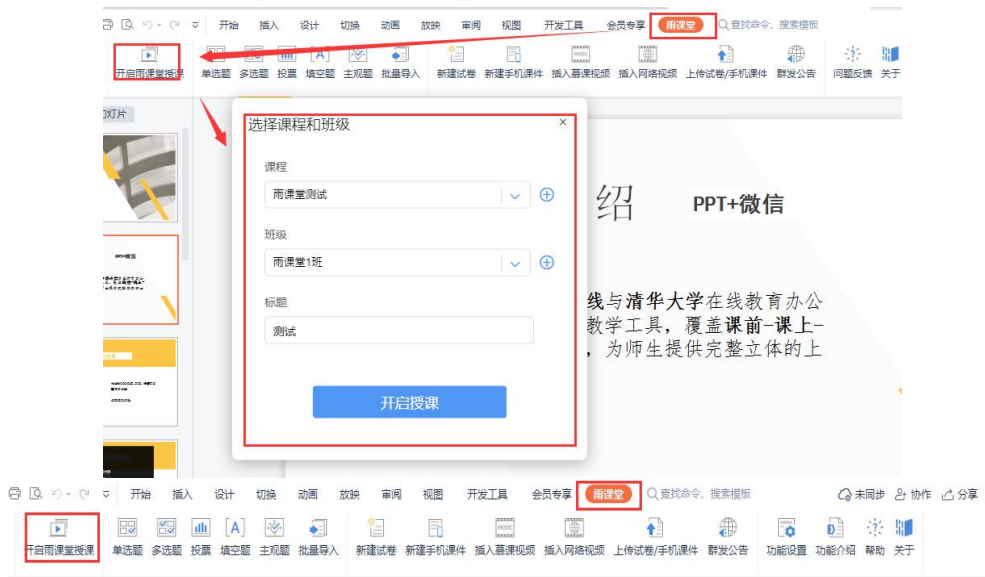 开始 插入 设计 切换 动画 放映 审阅 视图 开发工具 会员专享 雨课堂 查找命令、搜索模板
开启雨课堂授课 单选题 多选题 投票 填空题 主观题 批量导入 新建试卷 新建手机课件 插入慕课视频 插入网络视频 上传试卷/手机课件 群发公告 问题反馈 关于
幻灯片
选择课程和班级 ×
课程
雨课堂测试
班级
雨课堂1班
标题
测试
开启授课
绍 PPT+微信
线与清华大学在线教育办公
教学工具，覆盖课前-课上-
，为师生提供完整立体的上
PPT+微信
开始 插入 设计 切换 动画 放映 审阅 视图 开发工具 会员专享 雨课堂 查找命令、搜索模板 未同步 协作 分享
开启雨课堂授课 单选题 多选题 投票 填空题 主观题 批量导入 新建试卷 新建手机课件 插入慕课视频 插入网络视频 上传试卷/手机课件 群发公告 功能设置 功能介绍 帮助 关于